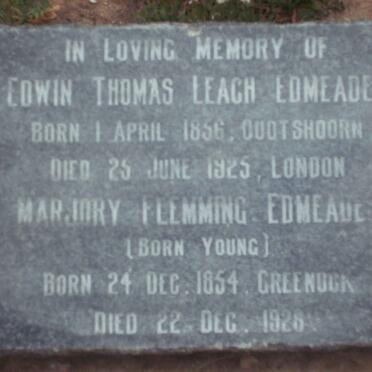 IN LOVING MEMORY OF
EDWIN THOMAS LEACH EDMEADE
BORN 1 APRIL 1856, OUDTSHOORN
DIED 25 JUNE 1925, LONDON
MARJORY FLEMMING EDMEADE
(BORN YOUNG)
BORN 24 DEC. 1854, GREENOCK
DIED 22 DEC. 1928